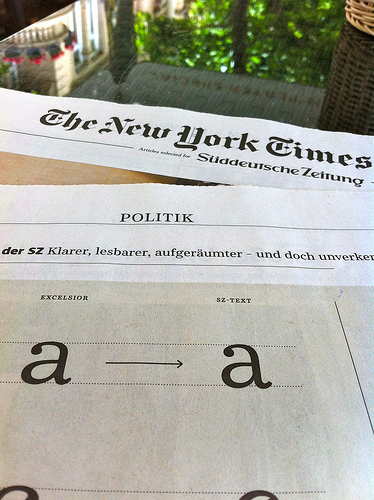 The New York Times
Articles selected for Süddeutsche Zeitung
POLITIK
der SZ Klarer, lesbarer, aufgeräumter – und doch unverken
EXCELSIOR SZ-TEXT
a → a